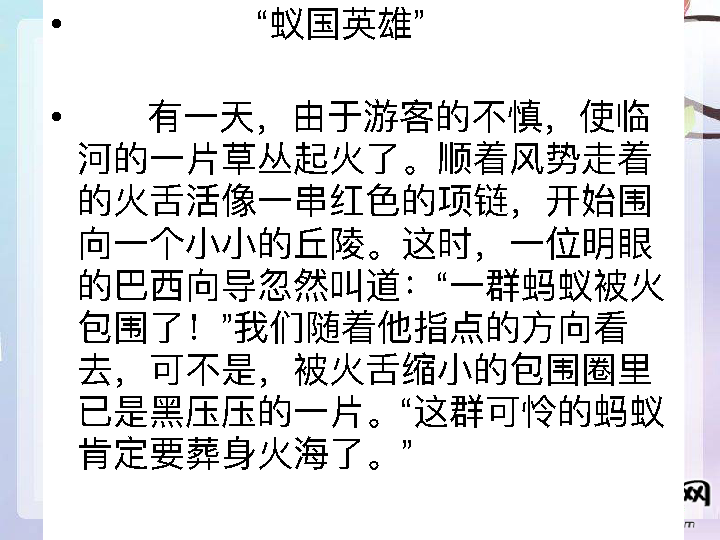 • “蚁国英雄”
• 有一天，由于游客的不慎，使临
河的一片草丛起火了。顺着风势走着
的火舌活像一串红色的项链，开始围
向一个小小的丘陵。这时，一位明眼
的巴西向导忽然叫道：“一群蚂蚁被火
包围了！”我们随着他指点的方向看
去，可不是，被火舌缩小的包围圈里
已是黑压压的一片。“这群可怜的蚂蚁
肯定要葬身火海了。”
网